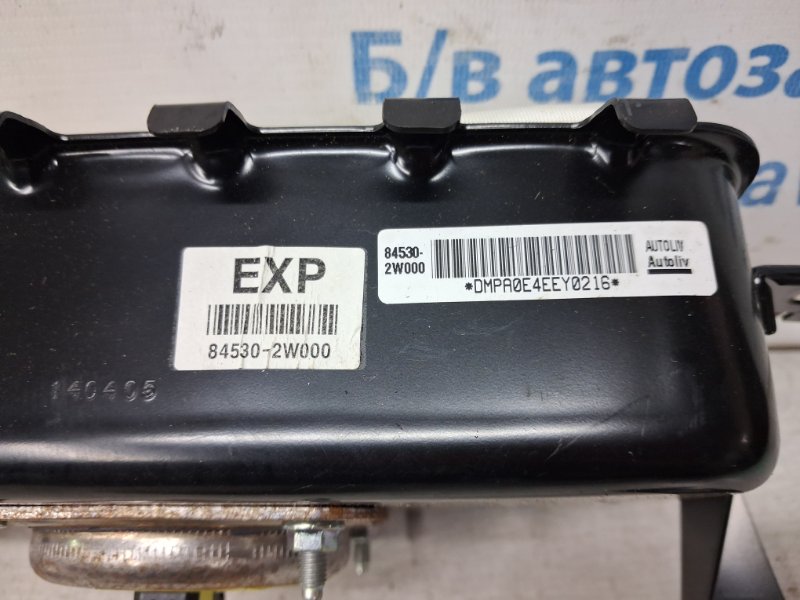 Б/в автоза
84530-
2W000
AUTOLIV
Autoliv
*DMPA0E4EEY0216*
EXP
84530-2W000
140405